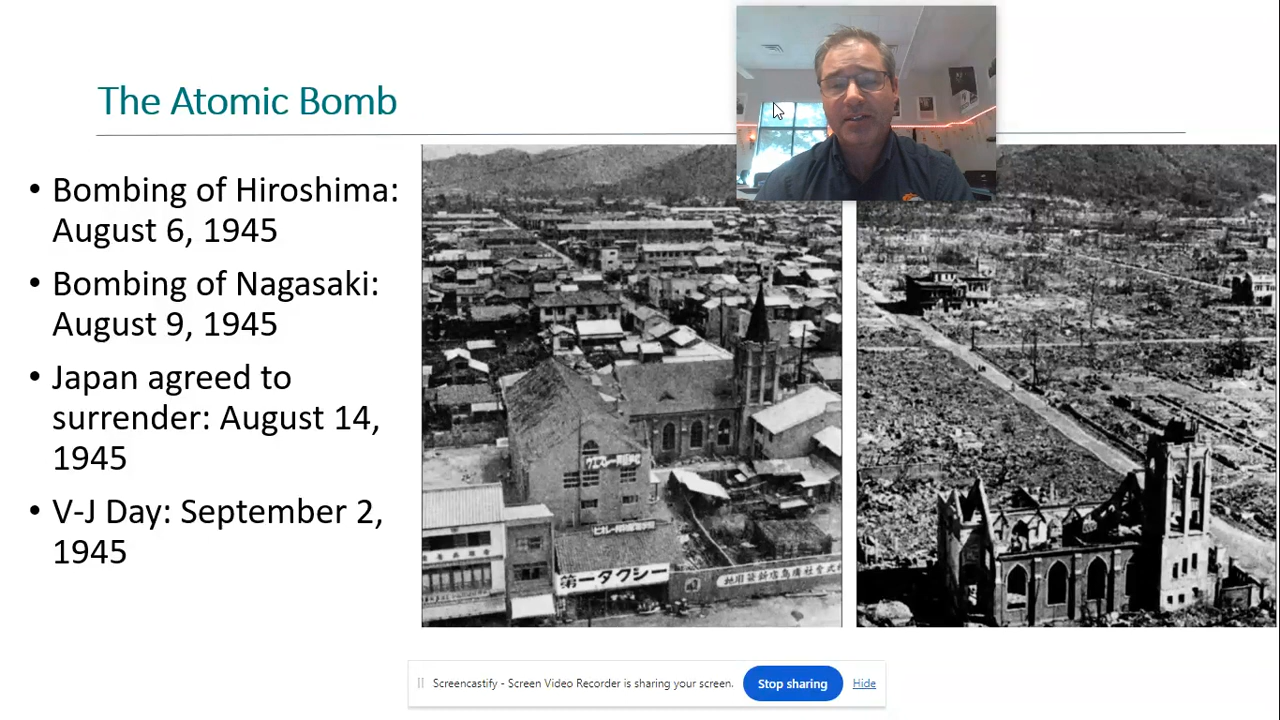 The Atomic Bomb
• Bombing of Hiroshima:
August 6, 1945
• Bombing of Nagasaki:
August 9, 1945
• Japan agreed to
surrender: August 14,
1945
• V-J Day: September 2,
1945
第一タクシー
Screencastify - Screen Video Recorder is sharing your screen.
Stop sharing
Hide